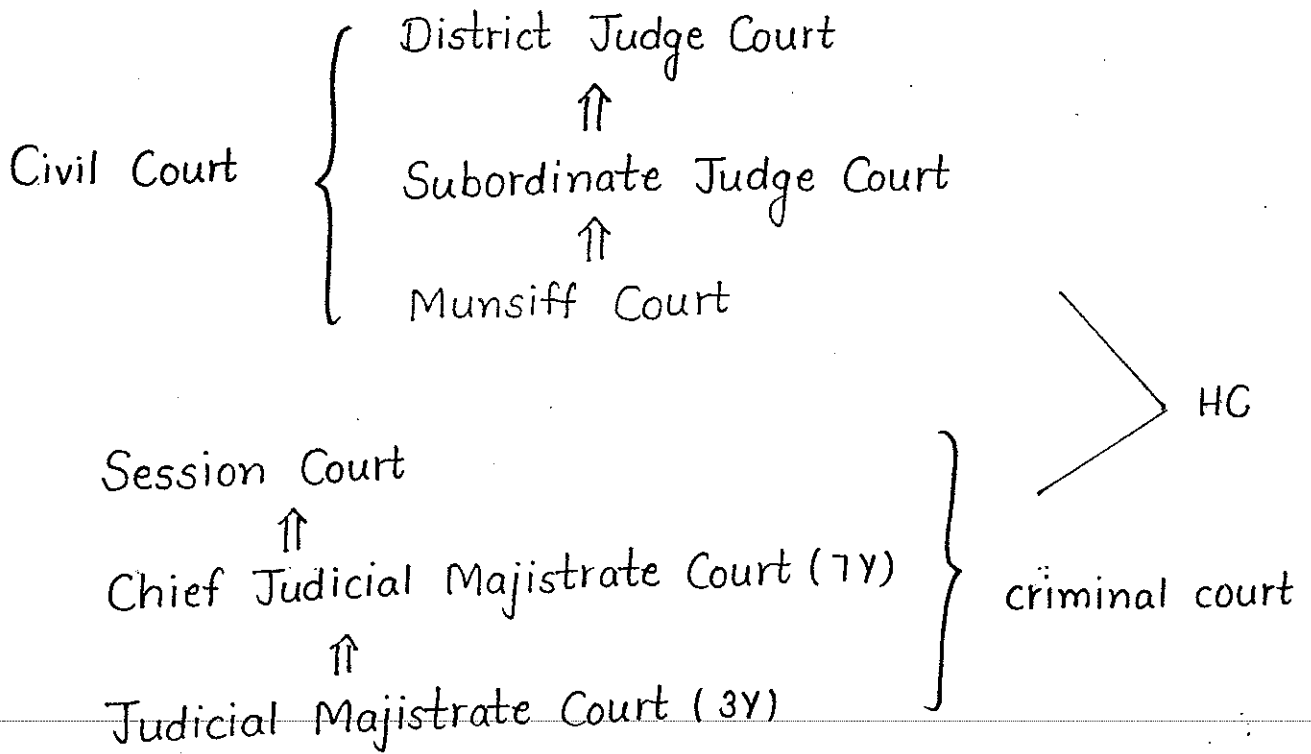 District Judge Court
⇑
Civil Court { Subordinate Judge Court
⇑
Munsiff Court
HC
Session Court
⇑
Chief Judicial Majistrate Court (7Y)
} criminal court
⇑
Judicial Majistrate Court (3Y)